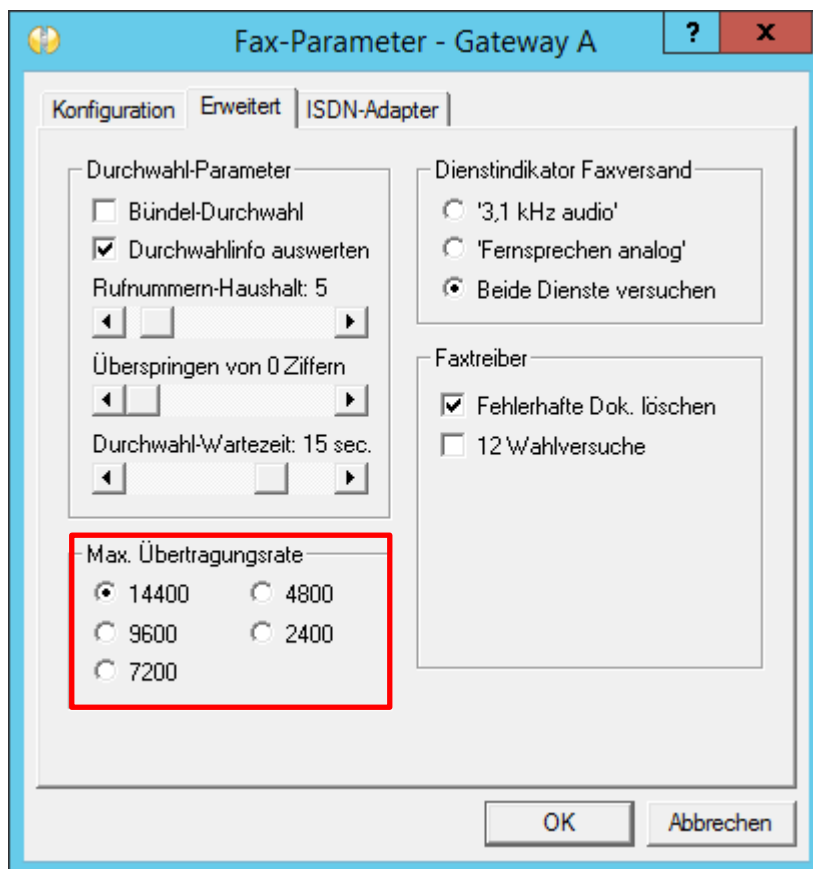 Fax-Parameter - Gateway A
? x
Konfiguration Erweitert ISDN-Adapter
Durchwahl-Parameter
Bündel-Durchwahl
Durchwahlinfo auswerten
Rufnummern-Haushalt: 5
Überspringen von 0 Ziffern
Durchwahl-Wartezeit: 15 sec.
Max. Übertragungsrate
14400 4800
9600 2400
7200
Dienstindikator Faxversand
'3,1 kHz audio'
'Fernsprechen analog'
Beide Dienste versuchen
Faxtreiber
Fehlerhafte Dok. löschen
12 Wahlversuche
OK Abbrechen